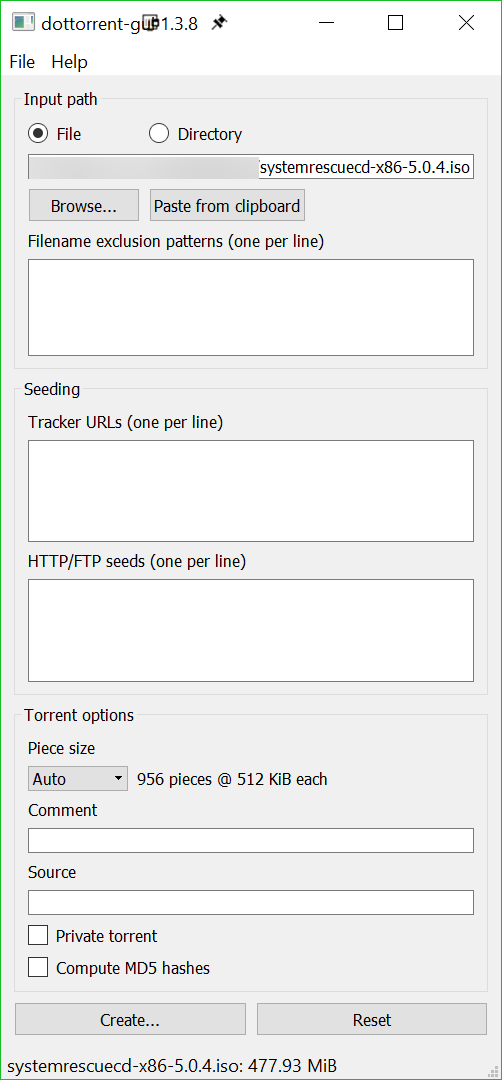 dottorrent-gui 1.3.8
File Help
Input path
File Directory
/systemrescuecd-x86-5.0.4.iso
Browse... Paste from clipboard
Filename exclusion patterns (one per line)
Seeding
Tracker URLs (one per line)
HTTP/FTP seeds (one per line)
Torrent options
Piece size
Auto 956 pieces @ 512 KiB each
Comment
Source
Private torrent
Compute MD5 hashes
Create... Reset
systemrescuecd-x86-5.0.4.iso: 477.93 MiB